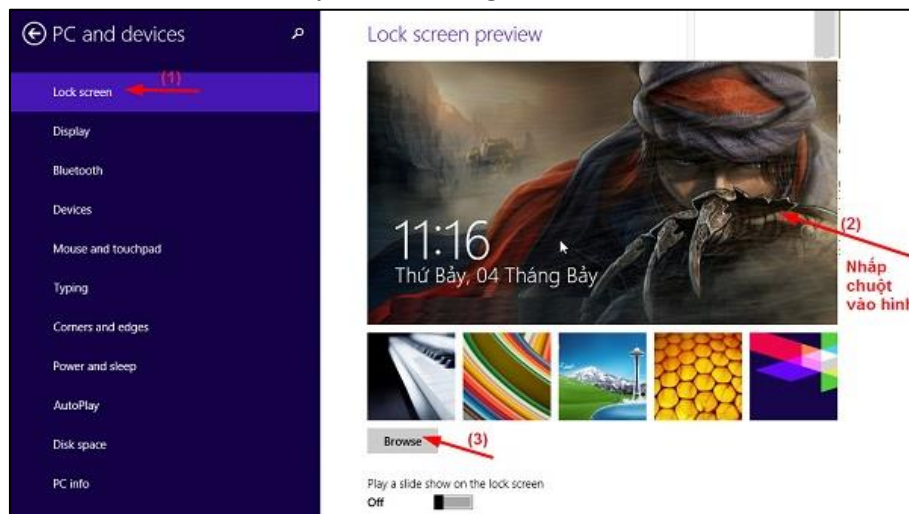 PC and devices
(1)
Lock screen
Display
Bluetooth
Devices
Mouse and touchpad
Typing
Corners and edges
Power and sleep
AutoPlay
Disk space
PC info
Lock screen preview
11:16
Thứ Bảy, 04 Tháng Bảy
(2)
Nhấp
chuột
vào hình
Browse
(3)
Play a slide show on the lock screen
Off